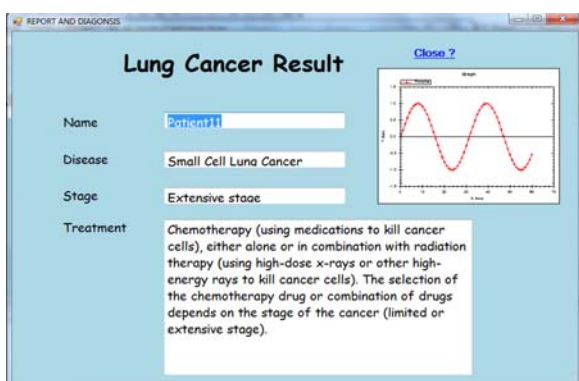 REPORT AND DIAGONSIS
Close ?
Lung Cancer Result
Graph
Name
Patient11
Disease
Small Cell Lung Cancer
Stage
Extensive stage
Treatment
Chemotherapy (using medications to kill cancer
cells), either alone or in combination with radiation
therapy (using high-dose x-rays or other high-
energy rays to kill cancer cells). The selection of
the chemotherapy drug or combination of drugs
depends on the stage of the cancer (limited or
extensive stage).